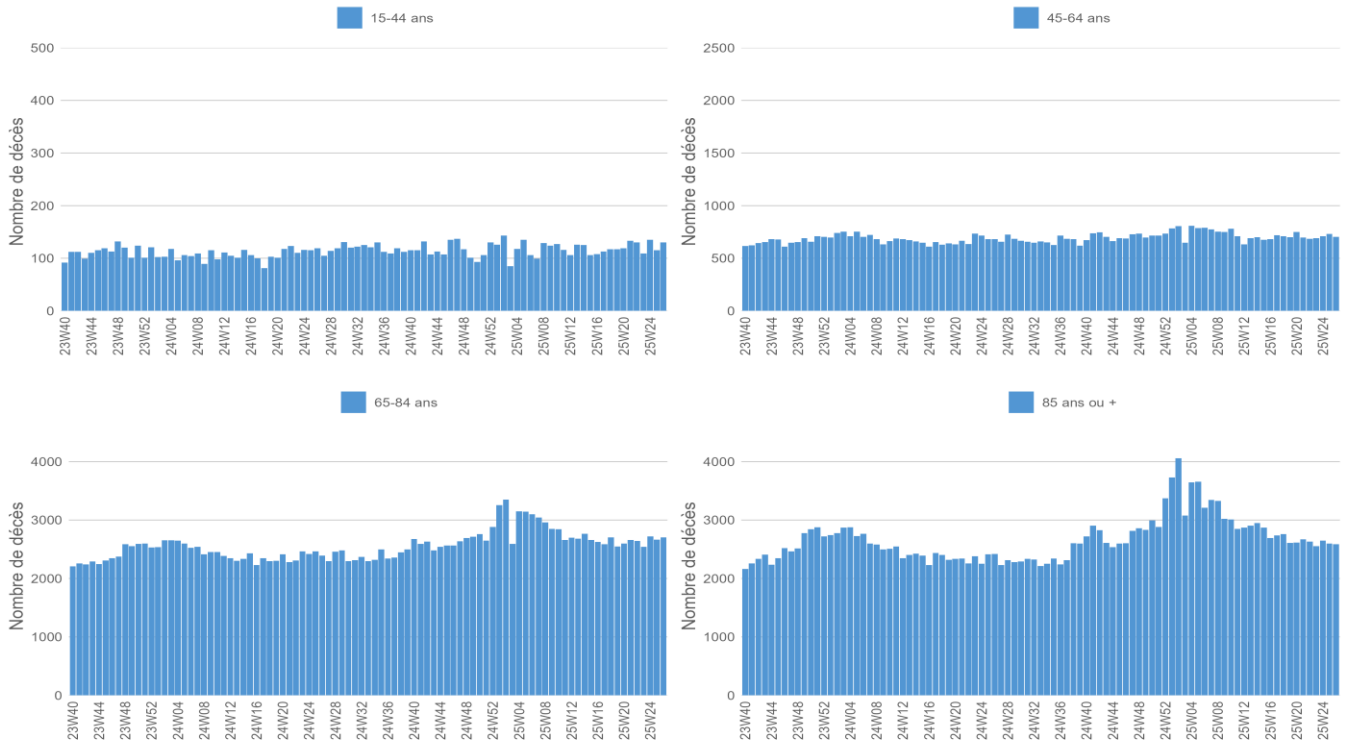 15-44 ans
500
400
300
200
100
0
Nombre de décès
23W40 23W44 23W48 23W52 24W04 24W08 24W12 24W16 24W20 24W24 24W28 24W32 24W36 24W40 24W44 24W48 24W52 25W04 25W08 25W12 25W16 25W20 25W24
45-64 ans
2500
2000
1500
1000
500
0
Nombre de décès
23W40 23W44 23W48 23W52 24W04 24W08 24W12 24W16 24W20 24W24 24W28 24W32 24W36 24W40 24W44 24W48 24W52 25W04 25W08 25W12 25W16 25W20 25W24
65-84 ans
4000
3000
2000
1000
0
Nombre de décès
23W40 23W44 23W48 23W52 24W04 24W08 24W12 24W16 24W20 24W24 24W28 24W32 24W36 24W40 24W44 24W48 24W52 25W04 25W08 25W12 25W16 25W20 25W24
85 ans ou +
4000
3000
2000
1000
0
Nombre de décès
23W40 23W44 23W48 23W52 24W04 24W08 24W12 24W16 24W20 24W24 24W28 24W32 24W36 24W40 24W44 24W48 24W52 25W04 25W08 25W12 25W16 25W20 25W24